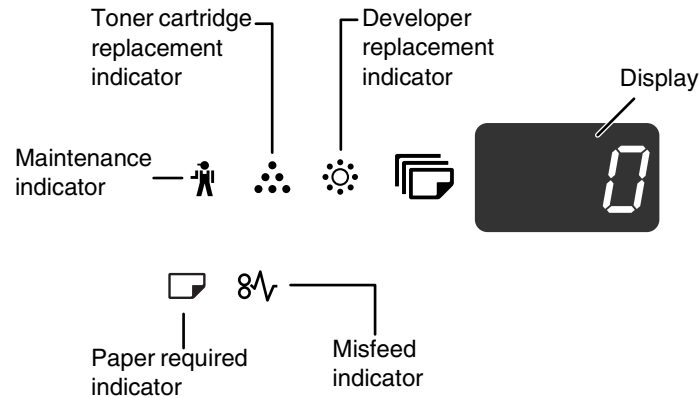 Toner cartridge
replacement
indicator
Developer
replacement
indicator
Display
Maintenance
indicator
0
Paper required
indicator
Misfeed
indicator